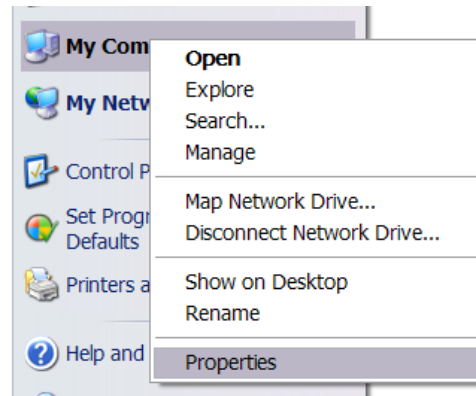 My Com
Open
Explore
My Netw
Search...
Manage
Control P
Map Network Drive...
Set Progr
Disconnect Network Drive...
Defaults
Printers a
Show on Desktop
Rename
Help and
Properties